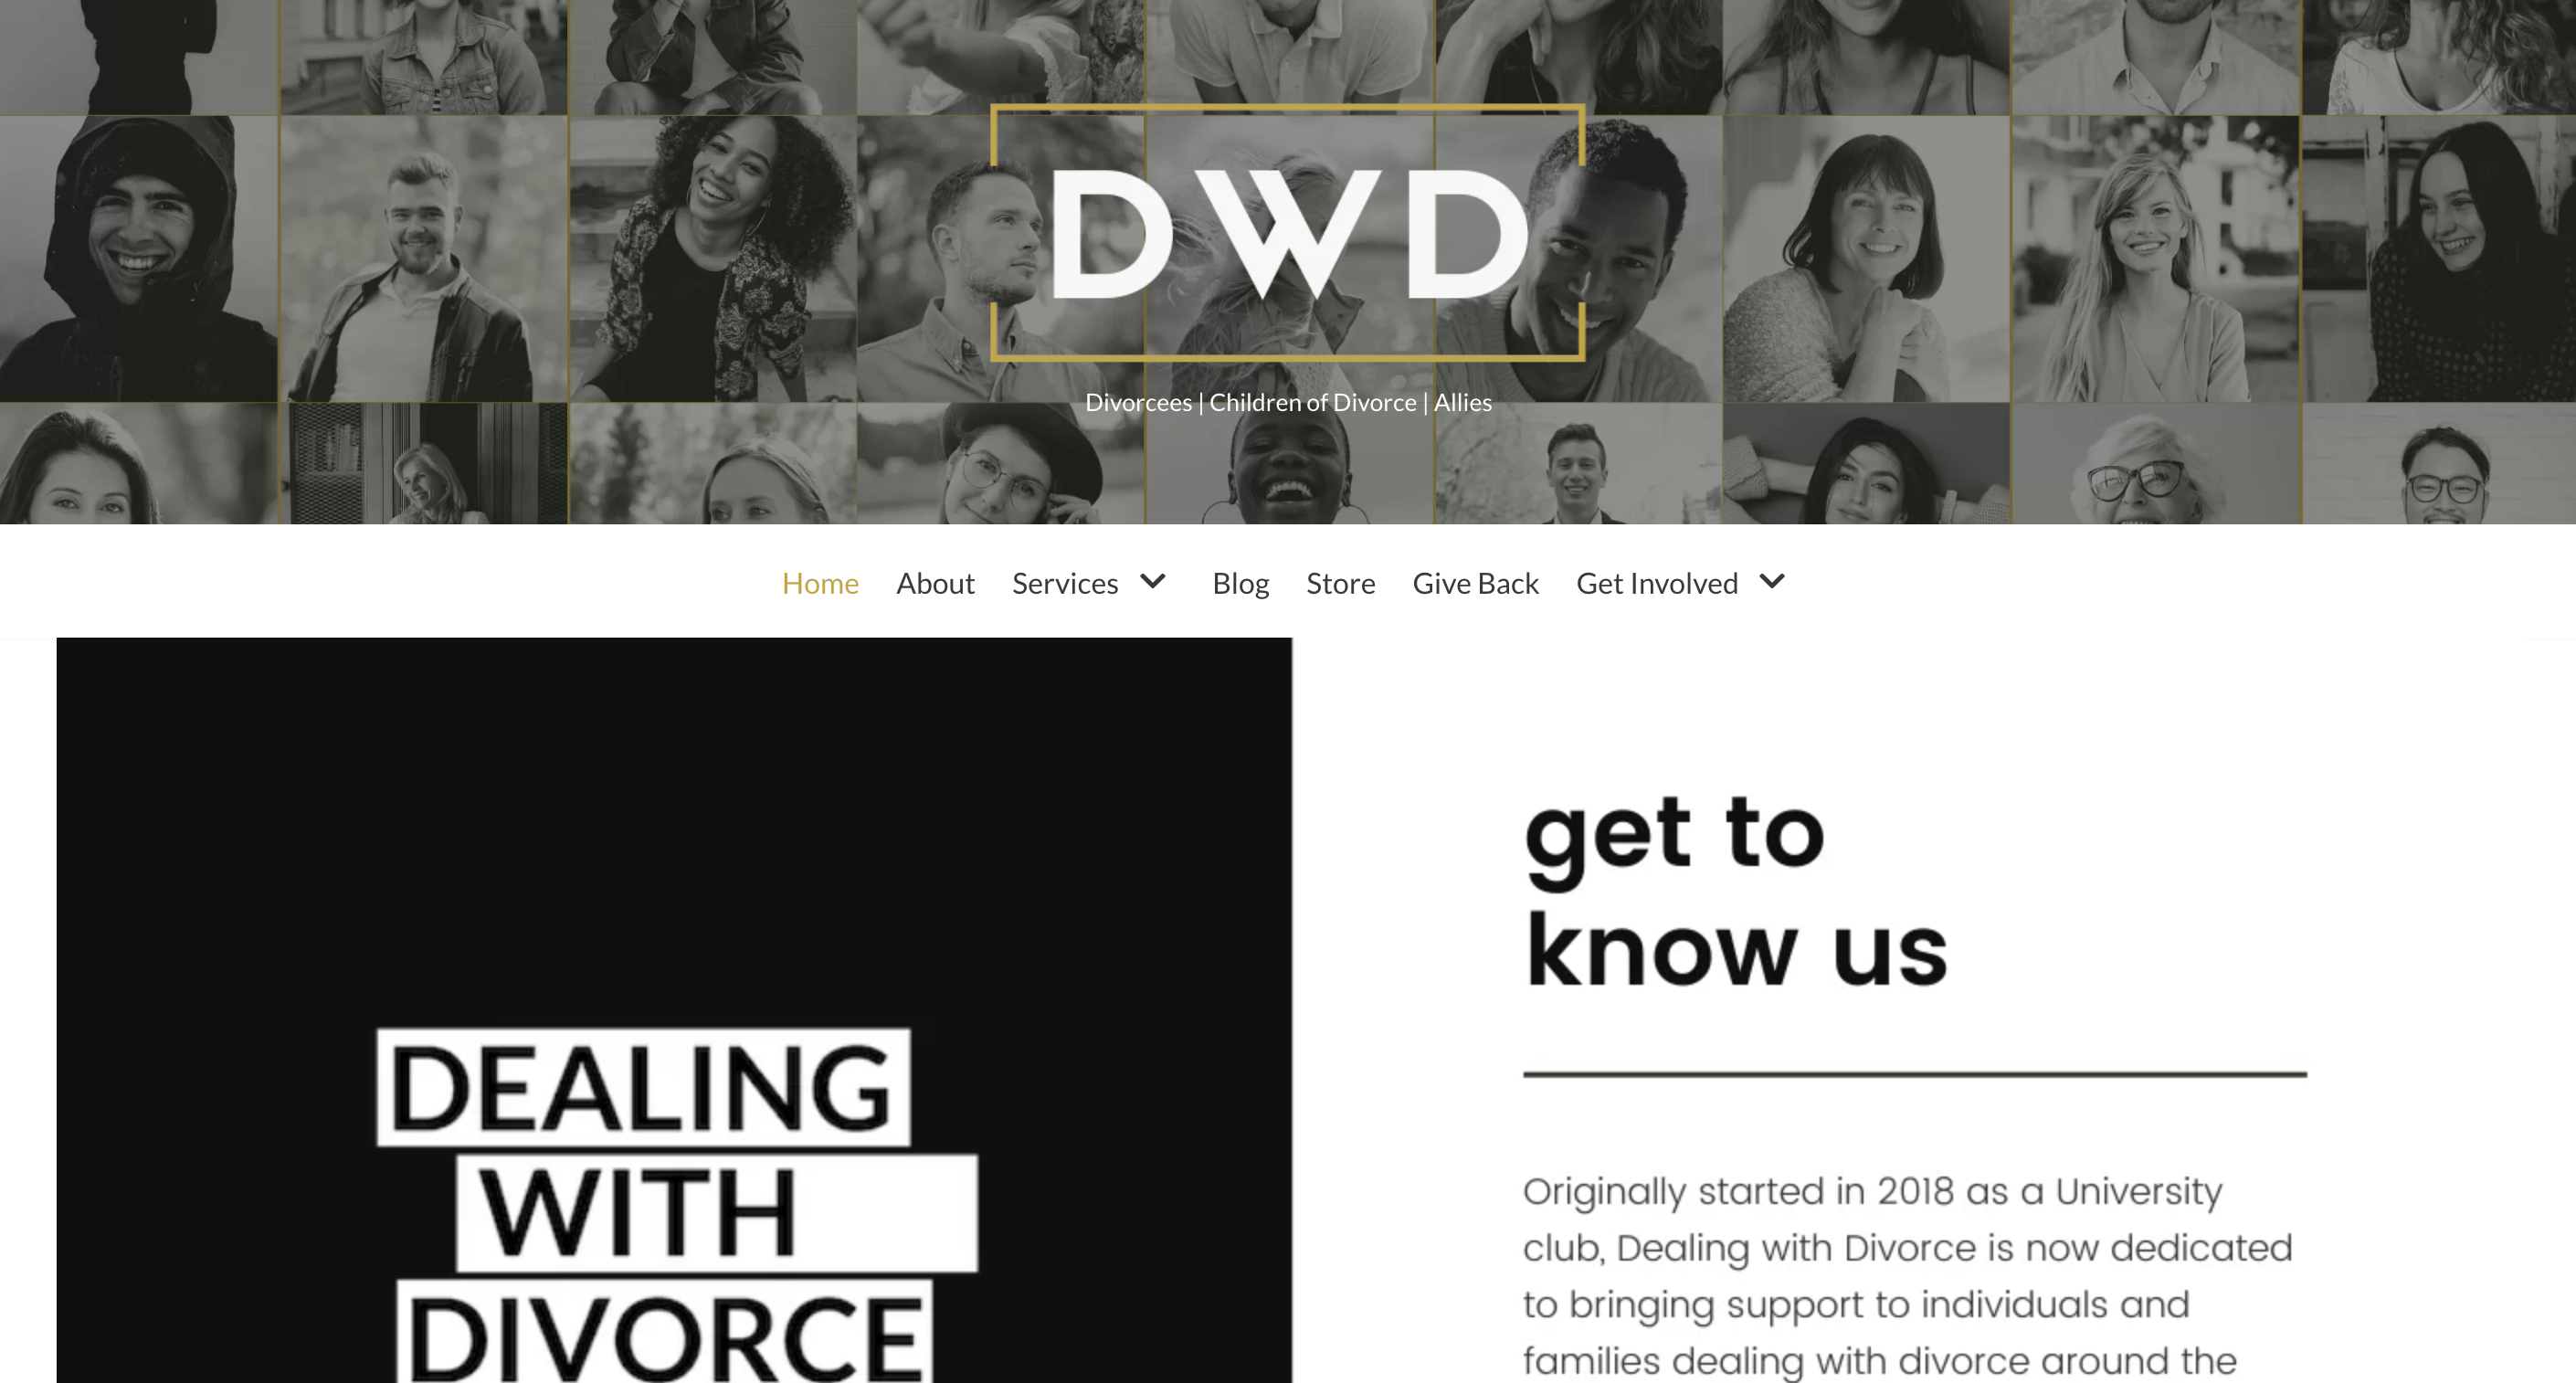 DWD
Divorcees | Children of Divorce | Allies
Home About Services Blog Store Give Back Get Involved
DEALING
WITH
DIVORCE
get to
know us
Originally started in 2018 as a University
club, Dealing with Divorce is now dedicated
to bringing support to individuals and
families dealing with divorce around the